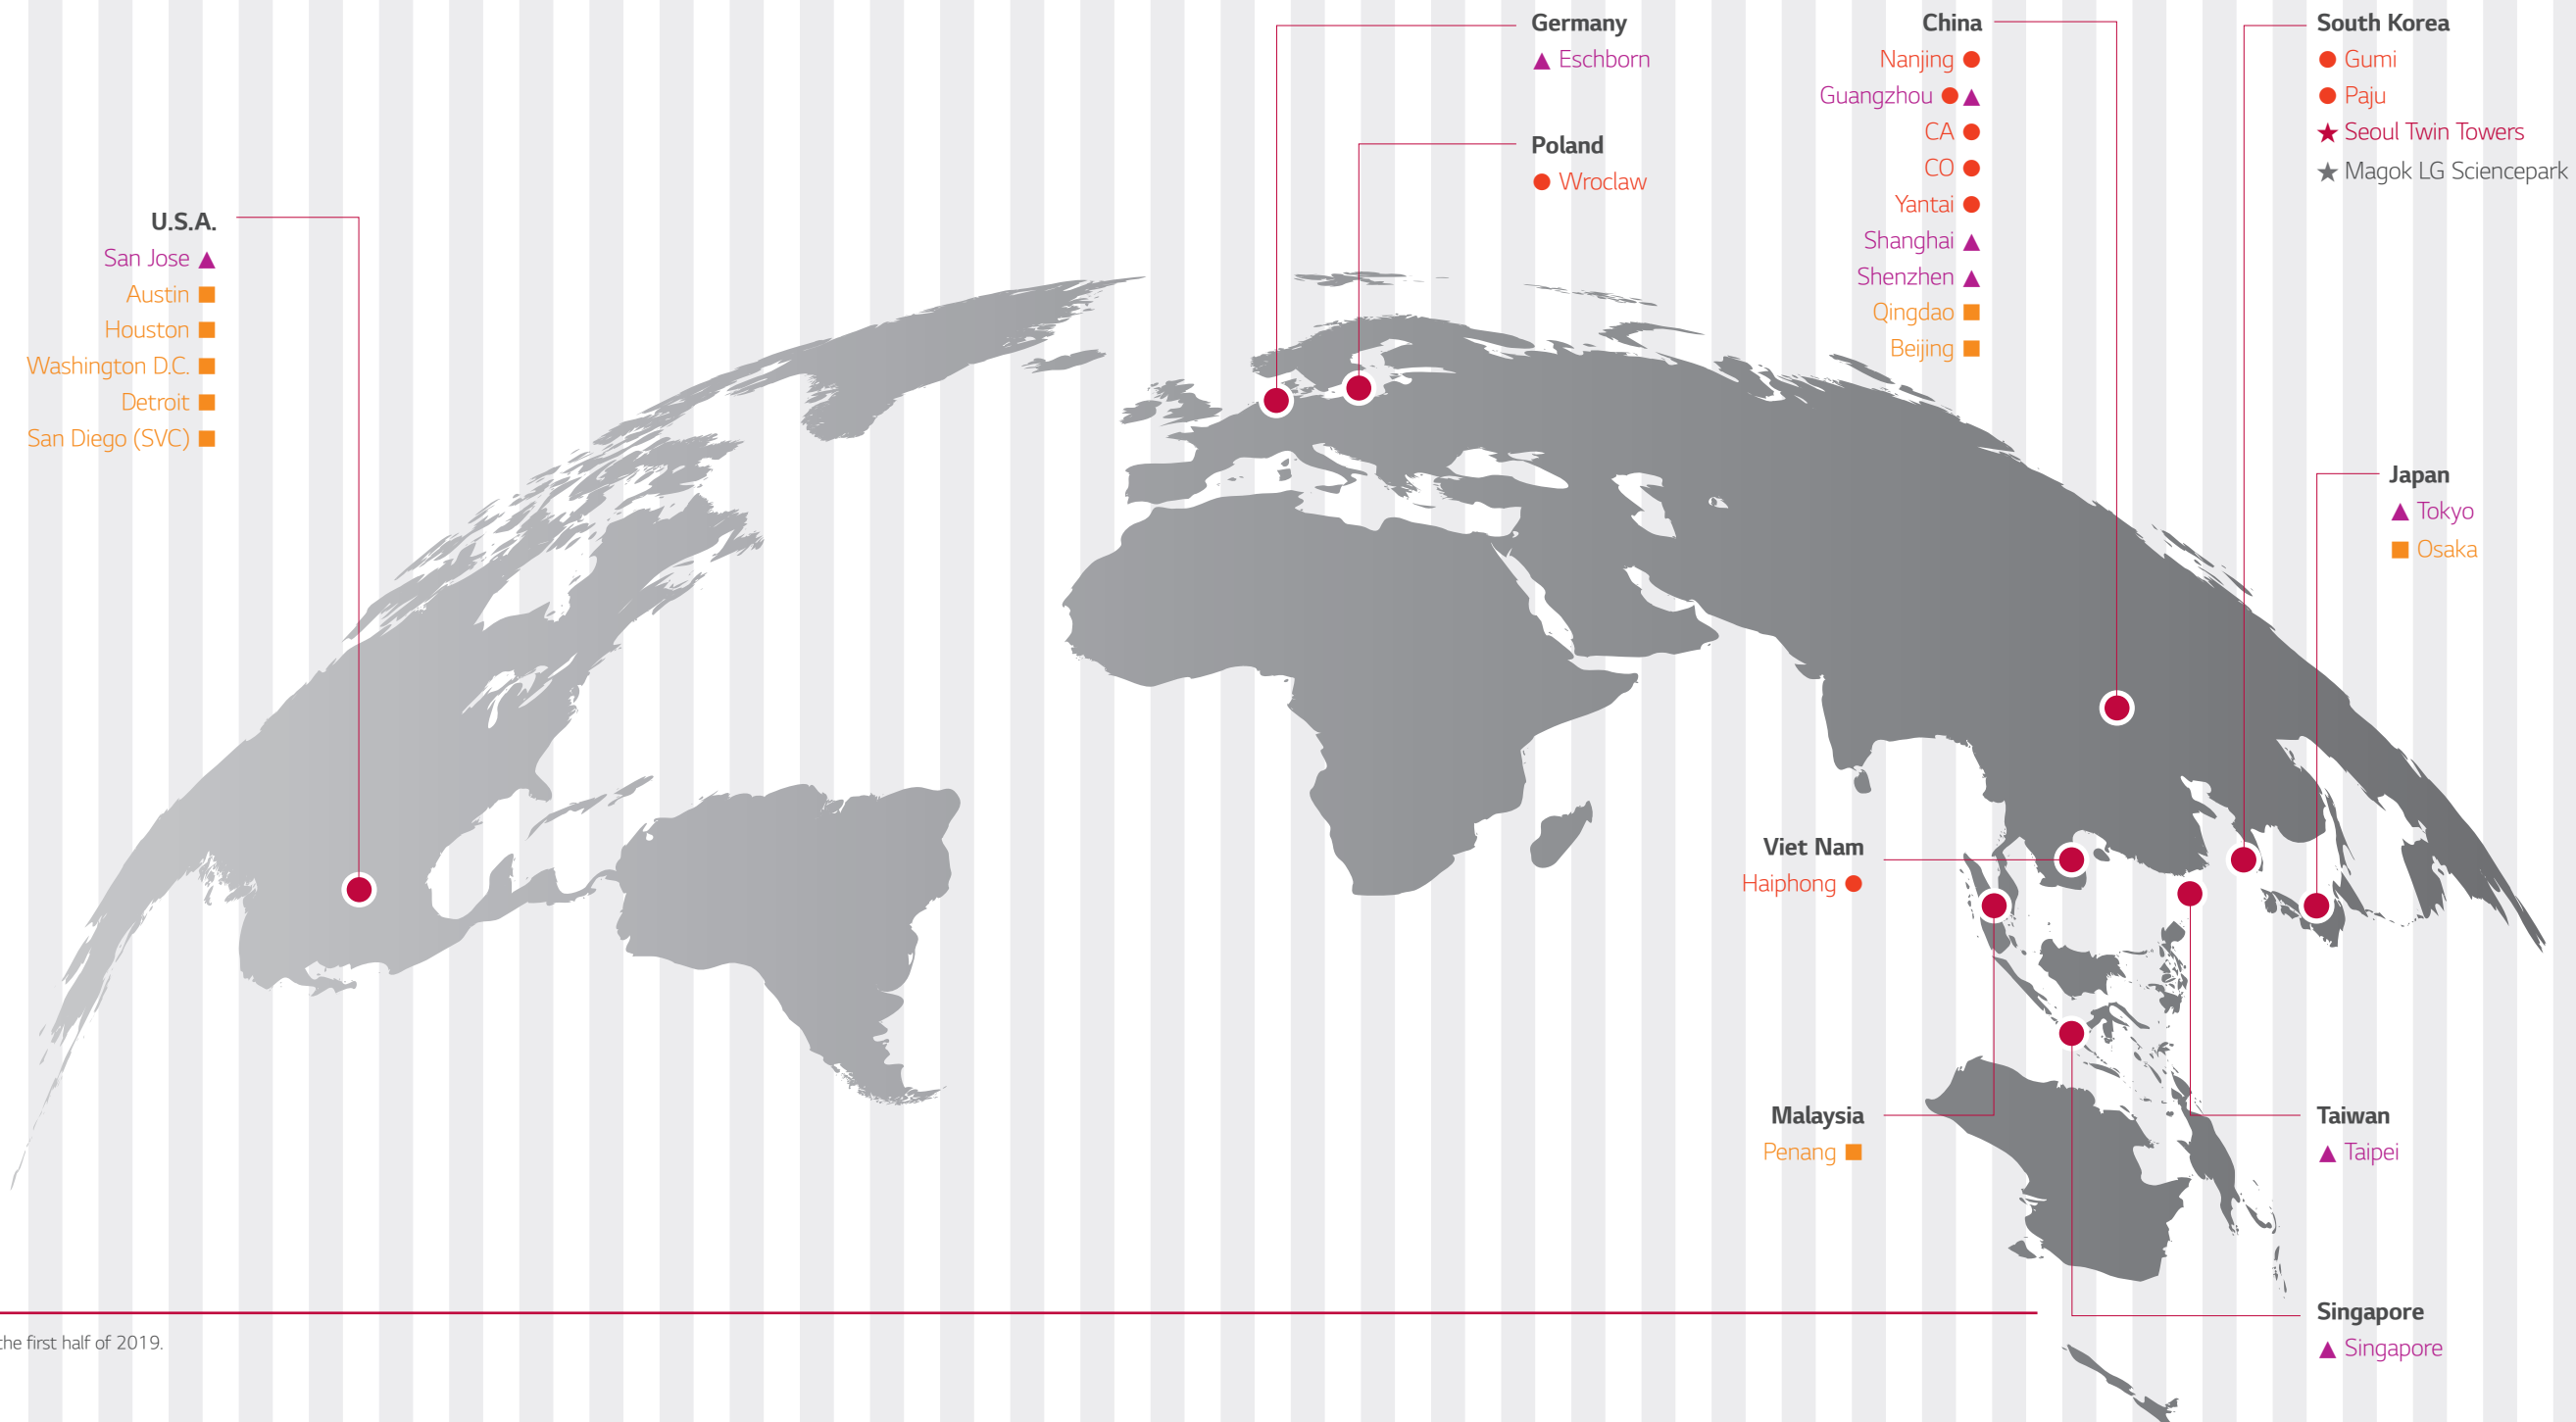 U.S.A.
San Jose
Austin
Houston
Washington D.C.
Detroit
San Diego (SVC)
Germany
Eschborn
Poland
Wroclaw
China
Nanjing
Guangzhou
CA
CO
Yantai
Shanghai
Shenzhen
Qingdao
Beijing
South Korea
Gumi
Paju
Seoul Twin Towers
Magok LG Sciencepark
Japan
Tokyo
Osaka
Viet Nam
Haiphong
Malaysia
Penang
Taiwan
Taipei
Singapore
Singapore
the first half of 2019.